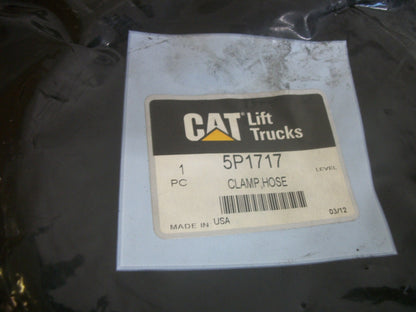 CAT Lift
Trucks
1 5P1717 LEVEL
PC CLAMP,HOSE
MADE IN USA 03/12